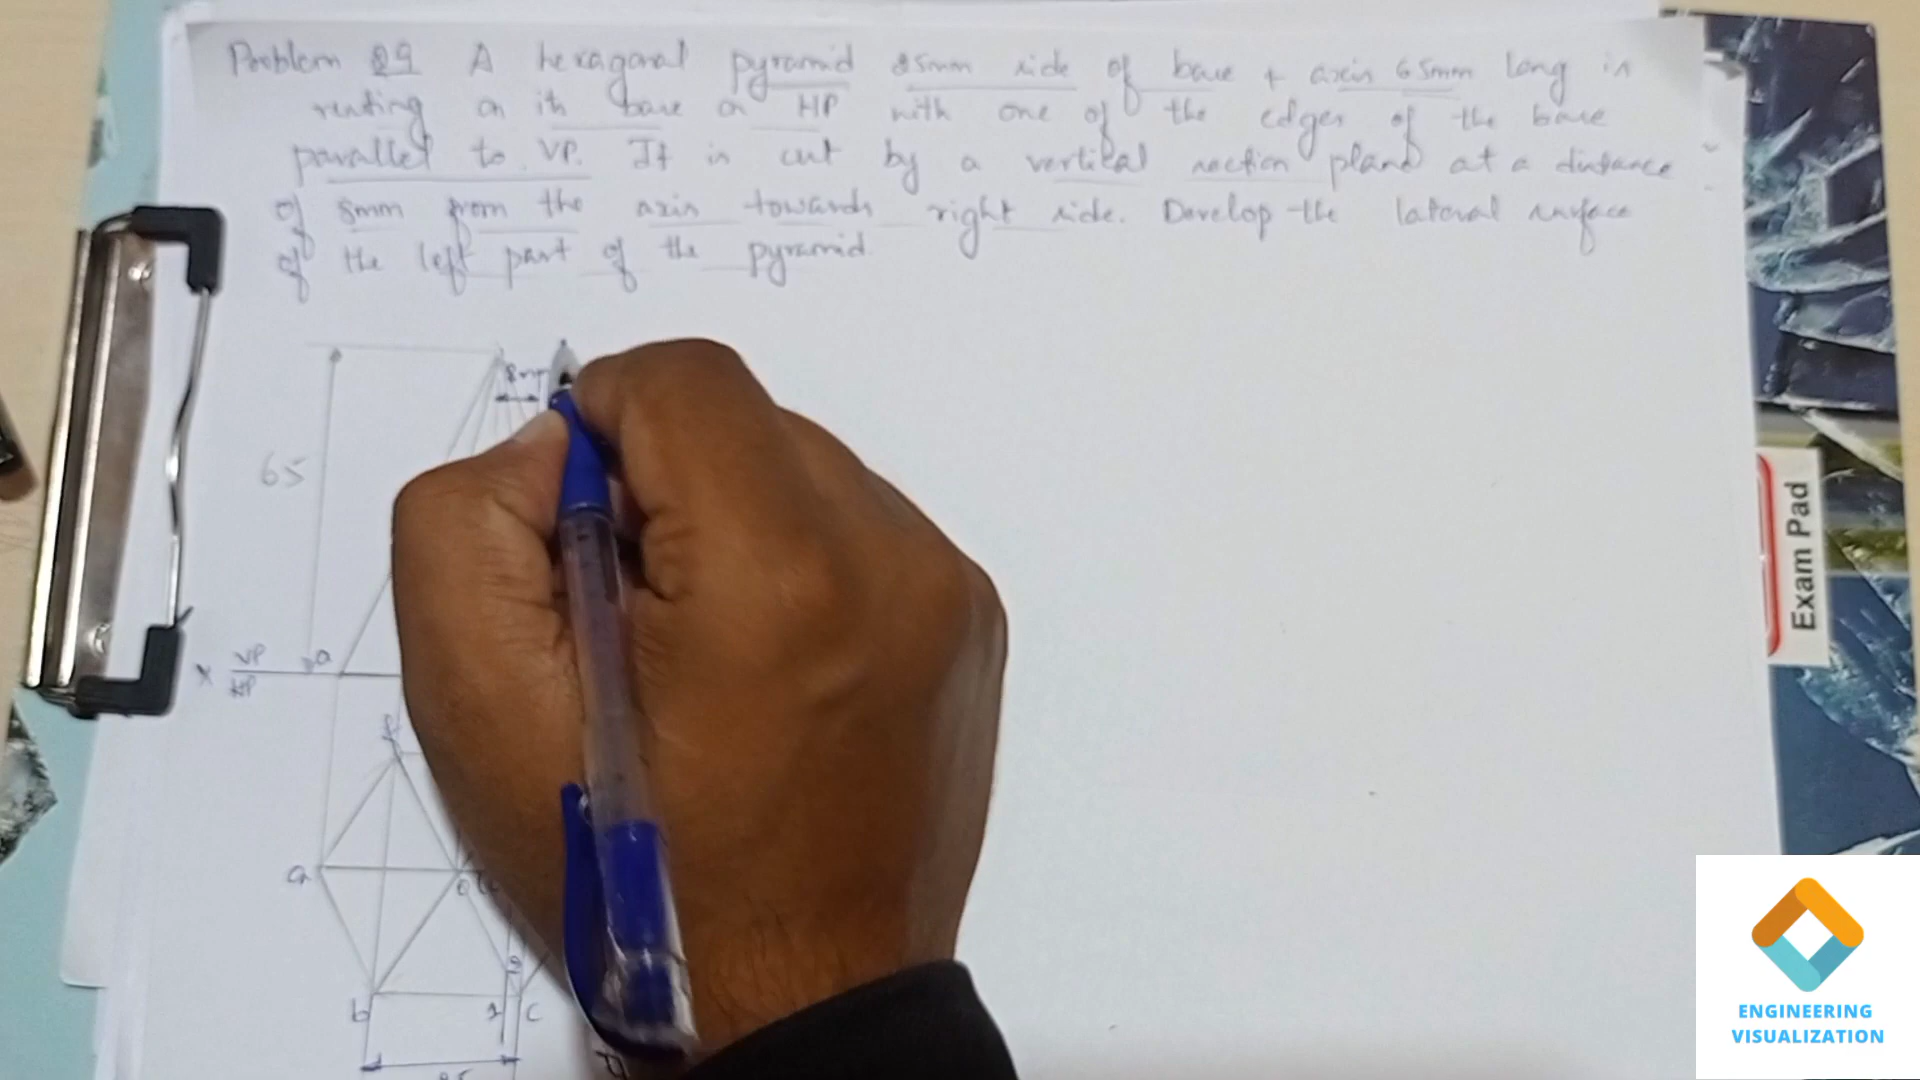 Problem 29 A hexagonal pyramid 25mm side of base + axis 65mm long is
resting on its base on HP with one of the edges of the base
parallel to VP. It is cut by a vertical section plane at a distance
of 8mm from the axis towards right side. Develop the lateral surface
of the left part of the pyramid
8mm
65
X VP a
HP
f
a o
b 1 c
25
Exam Pad
ENGINEERING
VISUALIZATION